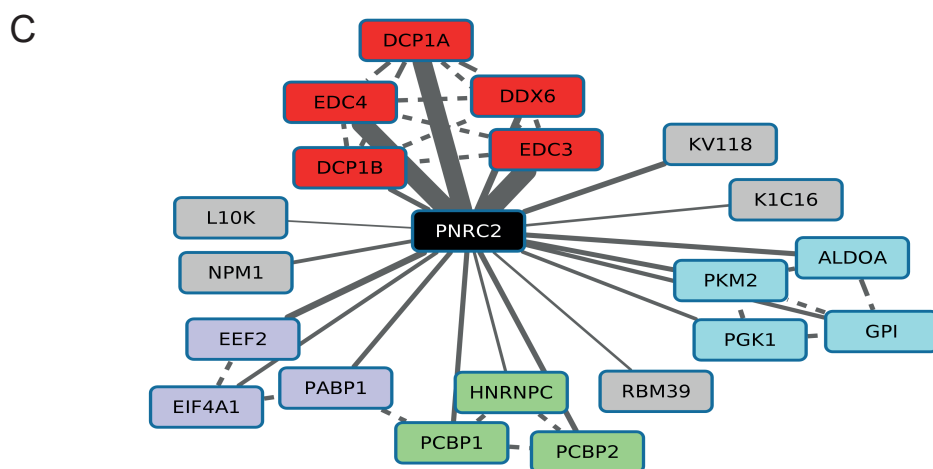 C
DCP1A
EDC4
DDX6
DCP1B
EDC3
KV118
K1C16
L10K
PNRC2
NPM1
ALDOA
PKM2
EEF2
PGK1
GPI
EIF4A1
PABP1
HNRNPC
RBM39
PCBP1
PCBP2